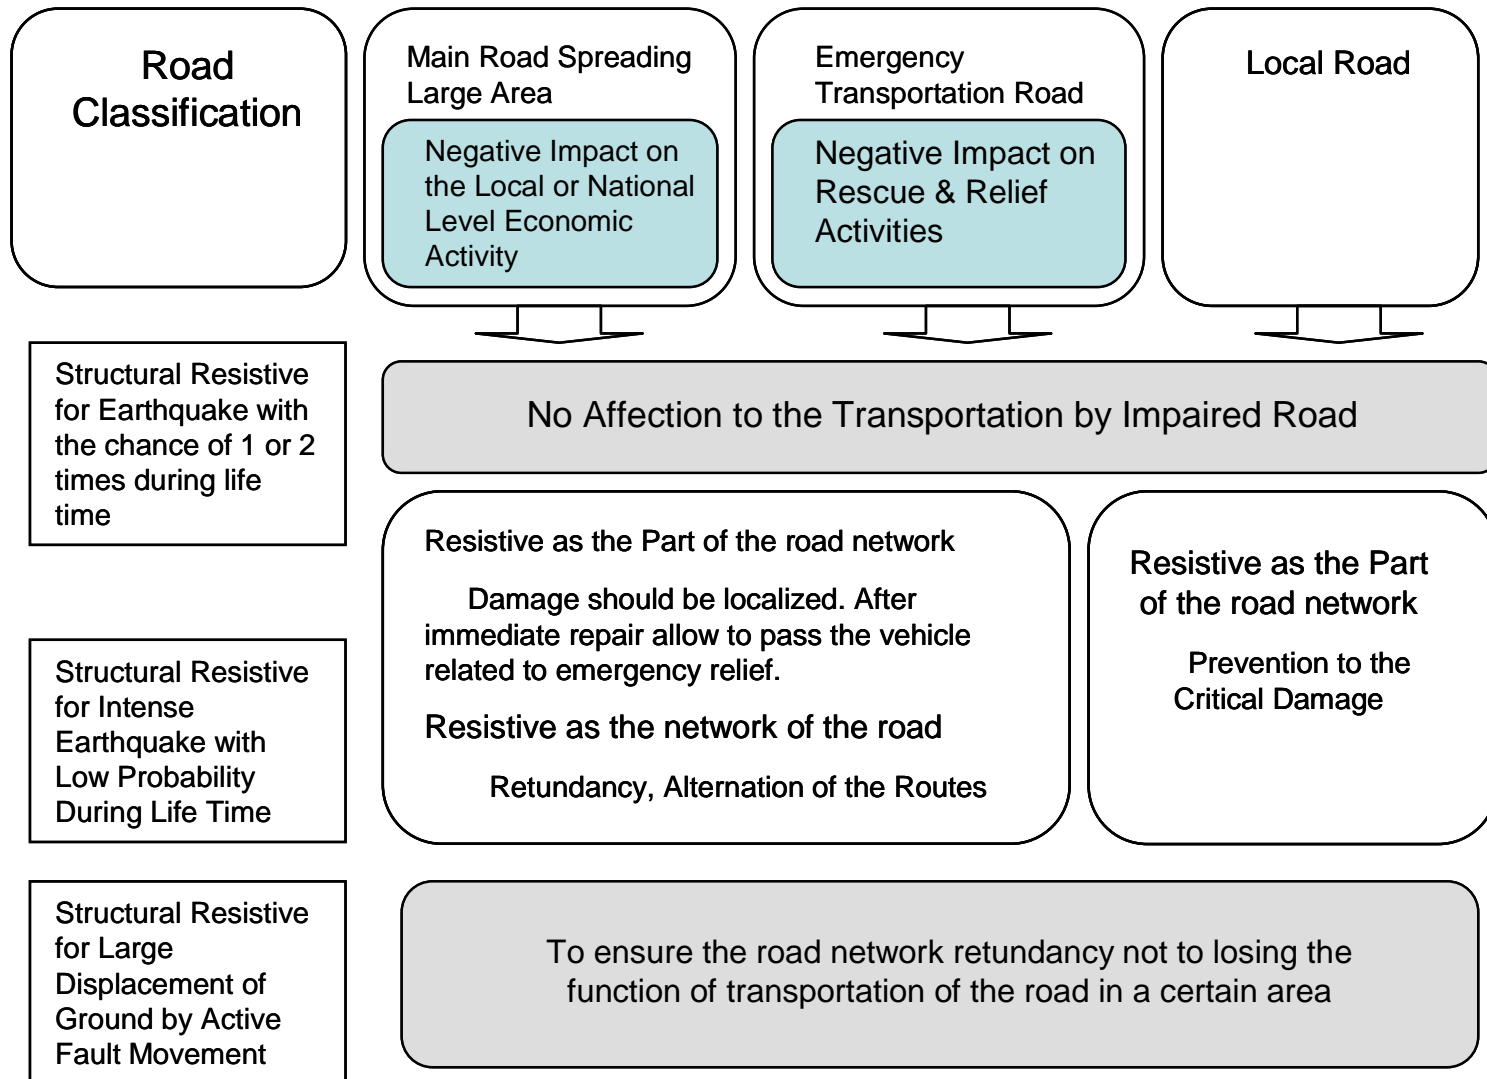 Road
Classification
Main Road Spreading
Large Area
Negative Impact on
the Local or National
Level Economic
Activity
Emergency
Transportation Road
Negative Impact on
Rescue & Relief
Activities
Local Road
Structural Resistive
for Earthquake with
the chance of 1 or 2
times during life
time
No Affection to the Transportation by Impaired Road
Structural Resistive
for Intense
Earthquake with
Low Probability
During Life Time
Resistive as the Part of the road network
Damage should be localized. After
immediate repair allow to pass the vehicle
related to emergency relief.
Resistive as the network of the road
Retundancy, Alternation of the Routes
Resistive as the Part
of the road network
Prevention to the
Critical Damage
Structural Resistive
for Large
Displacement of
Ground by Active
Fault Movement
To ensure the road network retundancy not to losing the
function of transportation of the road in a certain area